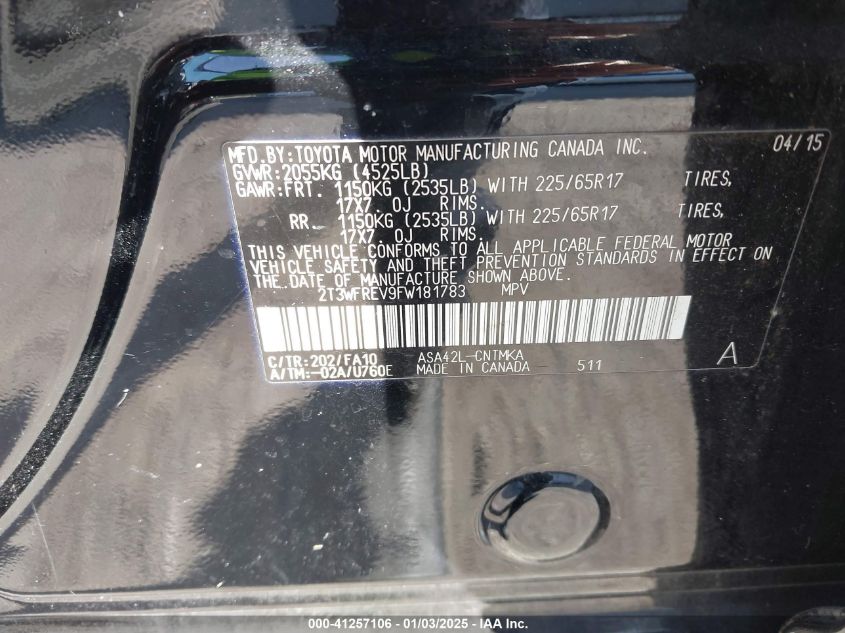 MFD.BY:TOYOTA MOTOR MANUFACTURING CANADA INC. 04/15
GVWR:2055KG (4525LB)
GAWR:FRT. 1150KG (2535LB) WITH 225/65R17 TIRES,
17X7.0J RIMS.
RR. 1150KG (2535LB) WITH 225/65R17 TIRES,
17X7.0J RIMS.
THIS VEHICLE CONFORMS TO ALL APPLICABLE FEDERAL MOTOR
VEHICLE SAFETY AND THEFT PREVENTION STANDARDS IN EFFECT ON
THE DATE OF MANUFACTURE SHOWN ABOVE.
2T3WFREV9FW181783 MPV
C/TR:202/FA10 ASA42L-CNTMKA
A/TM:-02A/U760E MADE IN CANADA 511 A
000-41257106 - 01/03/2025 - IAA Inc.